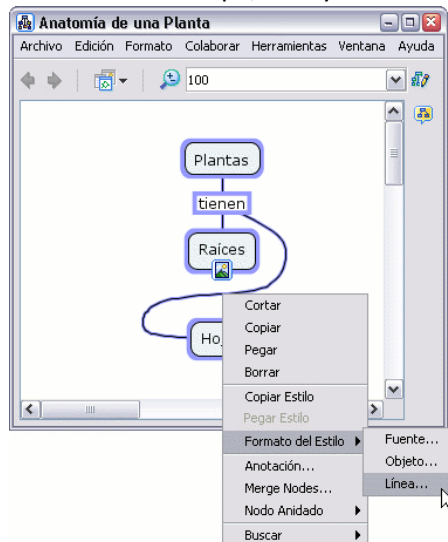 Anatomía de una Planta
Archivo Edición Formato Colaborar Herramientas Ventana Ayuda
100
Plantas
tienen
Raíces
Ho
Cortar
Copiar
Pegar
Borrar
Copiar Estilo
Pegar Estilo
Formato del Estilo
Fuente...
Objeto...
Línea...
Anotación...
Merge Nodes...
Nodo Anidado
Buscar